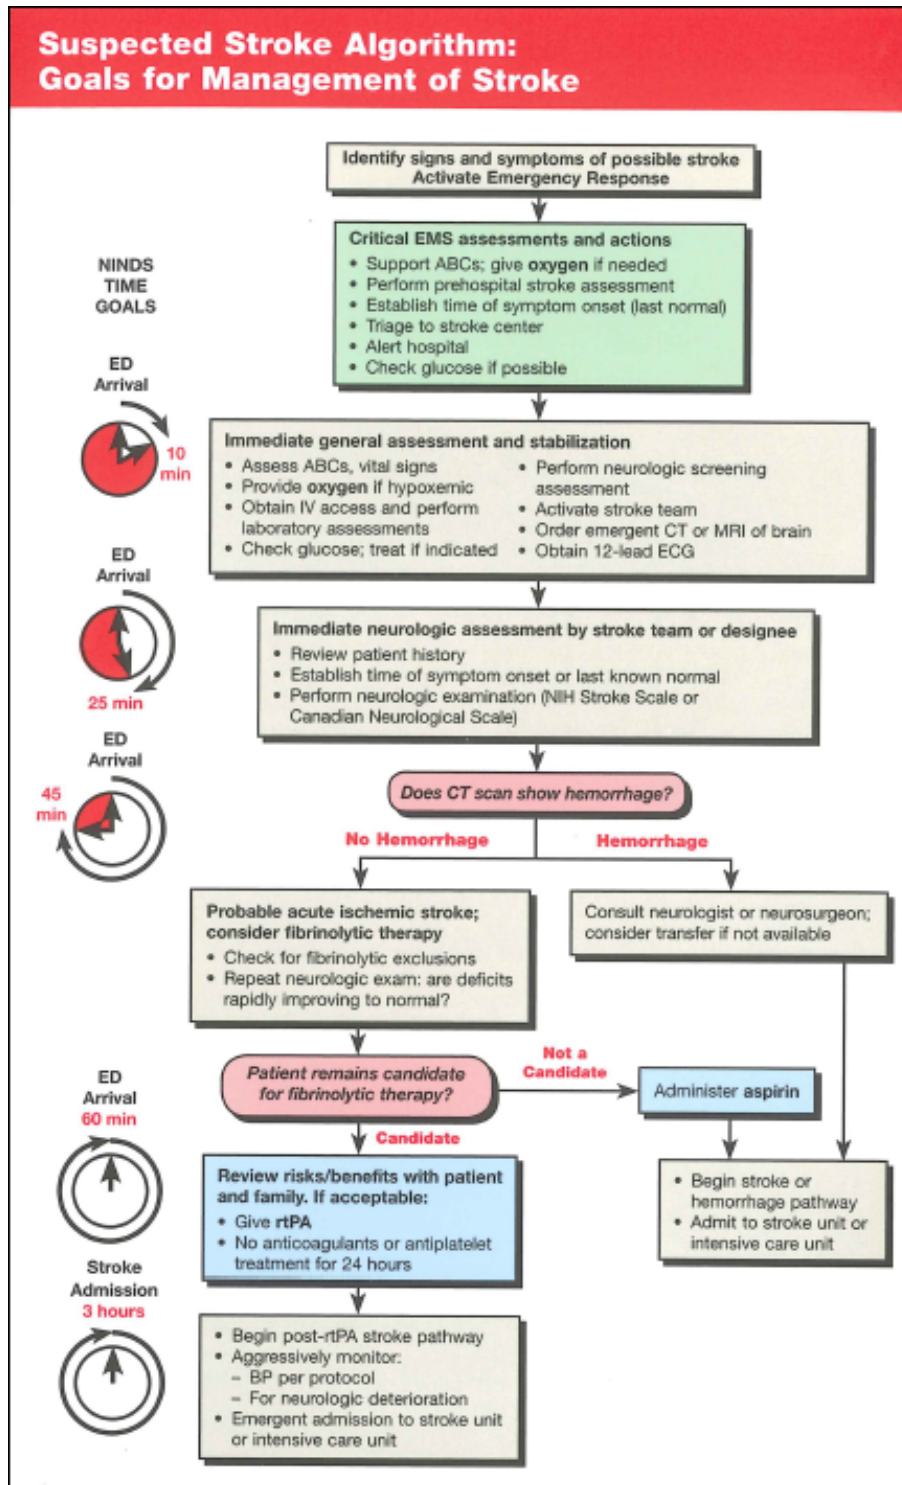 Suspected Stroke Algorithm:
Goals for Management of Stroke
Identify signs and symptoms of possible stroke
Activate Emergency Response
Critical EMS assessments and actions
• Support ABCs; give oxygen if needed
• Perform prehospital stroke assessment
• Establish time of symptom onset (last normal)
• Triage to stroke center
• Alert hospital
• Check glucose if possible
NINDS
TIME
GOALS
ED
Arrival
10
min
Immediate general assessment and stabilization
• Assess ABCs, vital signs
• Provide oxygen if hypoxemic
• Obtain IV access and perform
laboratory assessments
• Check glucose; treat if indicated
• Perform neurologic screening
assessment
• Activate stroke team
• Order emergent CT or MRI of brain
• Obtain 12-lead ECG
ED
Arrival
25 min
Immediate neurologic assessment by stroke team or designee
• Review patient history
• Establish time of symptom onset or last known normal
• Perform neurologic examination (NIH Stroke Scale or
Canadian Neurological Scale)
ED
Arrival
45
min
Does CT scan show hemorrhage?
No Hemorrhage
Hemorrhage
Probable acute ischemic stroke;
consider fibrinolytic therapy
• Check for fibrinolytic exclusions
• Repeat neurologic exam: are deficits
rapidly improving to normal?
Consult neurologist or neurosurgeon;
consider transfer if not available
ED
Arrival
60 min
Patient remains candidate
for fibrinolytic therapy?
Not a
Candidate
Administer aspirin
Candidate
Review risks/benefits with patient
and family. If acceptable:
• Give rtPA
• No anticoagulants or antiplatelet
treatment for 24 hours
• Begin stroke or
hemorrhage pathway
• Admit to stroke unit or
intensive care unit
Stroke
Admission
3 hours
• Begin post-rtPA stroke pathway
• Aggressively monitor:
– BP per protocol
– For neurologic deterioration
• Emergent admission to stroke unit
or intensive care unit